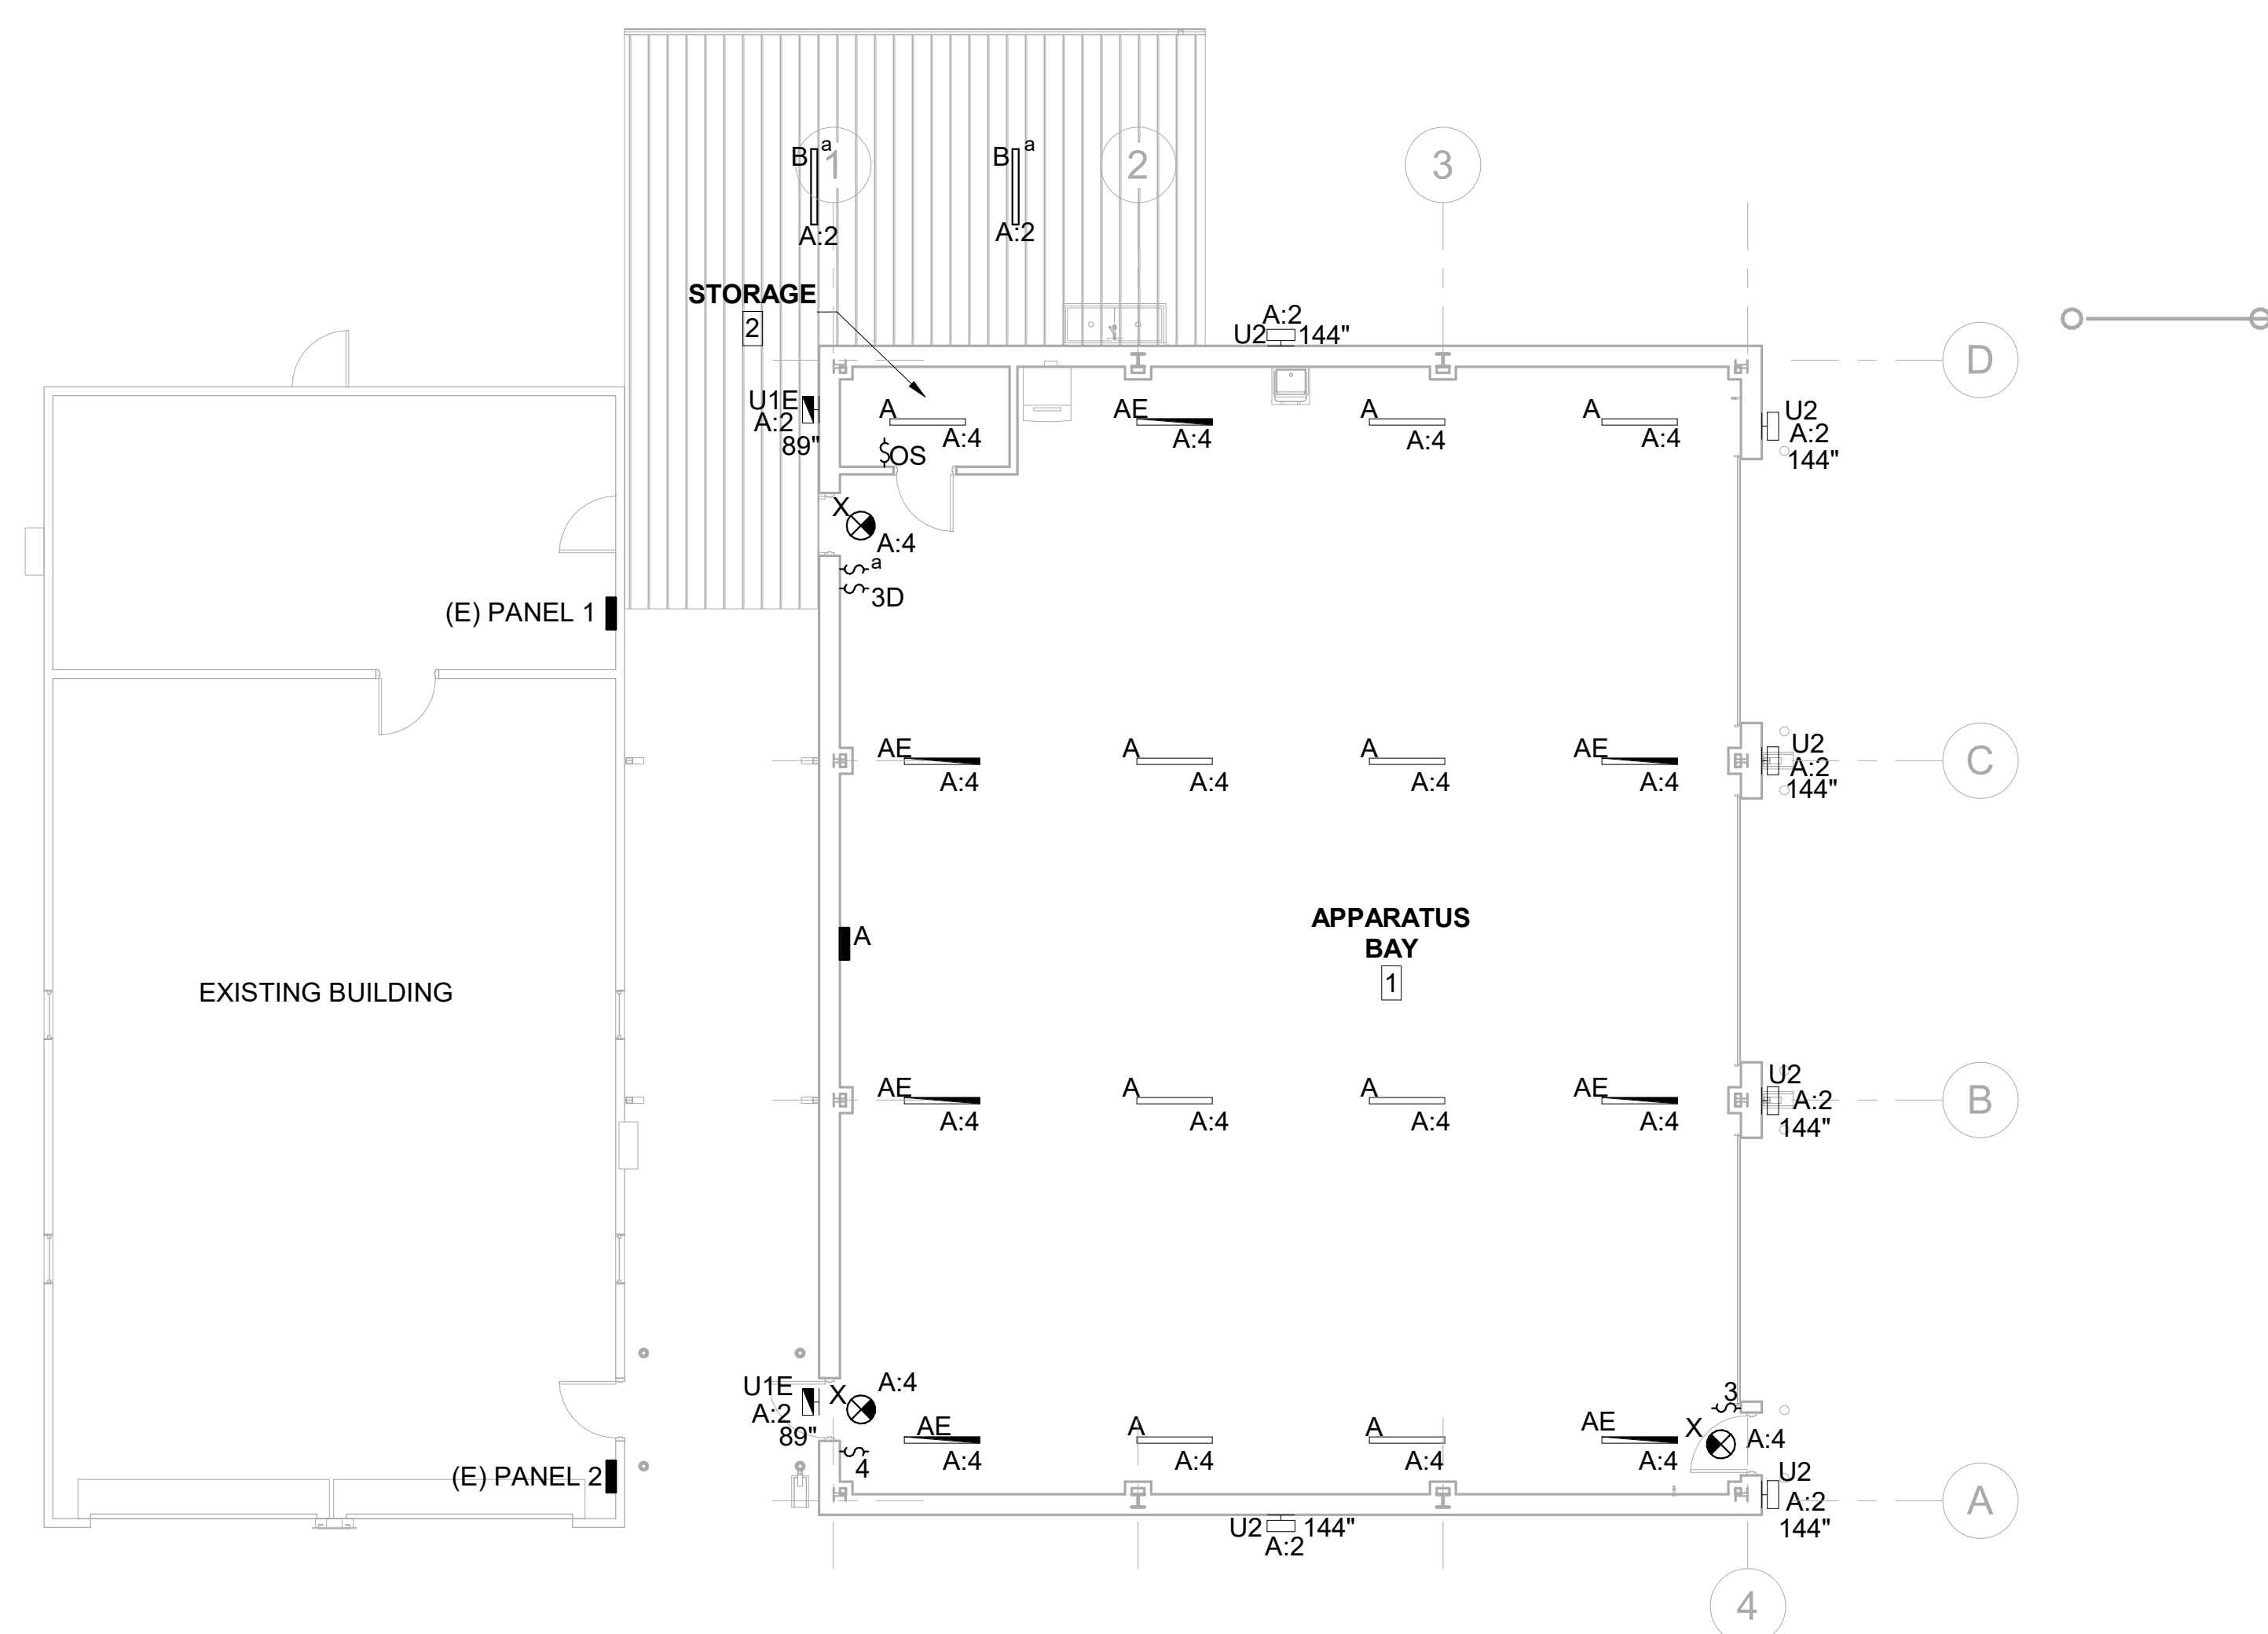 B a 1
B a
2
3
A:2
A:2
STORAGE
2
A:2
U2 144"
D
U1E
A:2
89"
A
A:4
$OS
AE
A:4
A
A:4
A
A:4
U2
A:2
144"
X
A:4
a
3D
(E) PANEL 1
AE
A:4
A
A:4
A
A:4
AE
A:4
U2
A:2
144"
C
APPARATUS
BAY
1
A
EXISTING BUILDING
AE
A:4
A
A:4
A
A:4
AE
A:4
U2
A:2
144"
B
U1E
A:2
89"
X
A:4
3
AE
A:4
A
A:4
A
A:4
AE
A:4
X
A:4
4
(E) PANEL 2
U2
A:2
144"
A
U2 144"
A:2
4